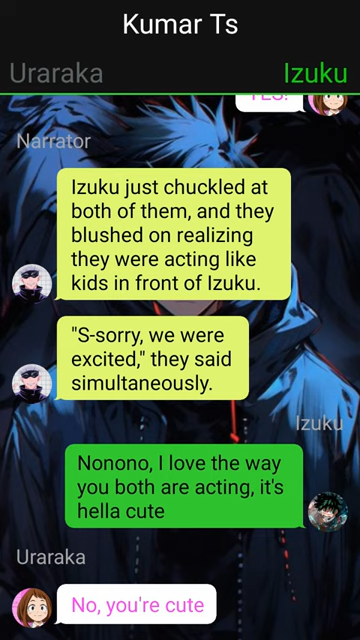 Kumar Ts
Uraraka
Izuku
YES!
Narrator
Izuku just chuckled at
both of them, and they
blushed on realizing
they were acting like
kids in front of Izuku.
"S-sorry, we were
excited," they said
simultaneously.
Izuku
Nonono, I love the way
you both are acting, it's
hella cute
Uraraka
No, you're cute